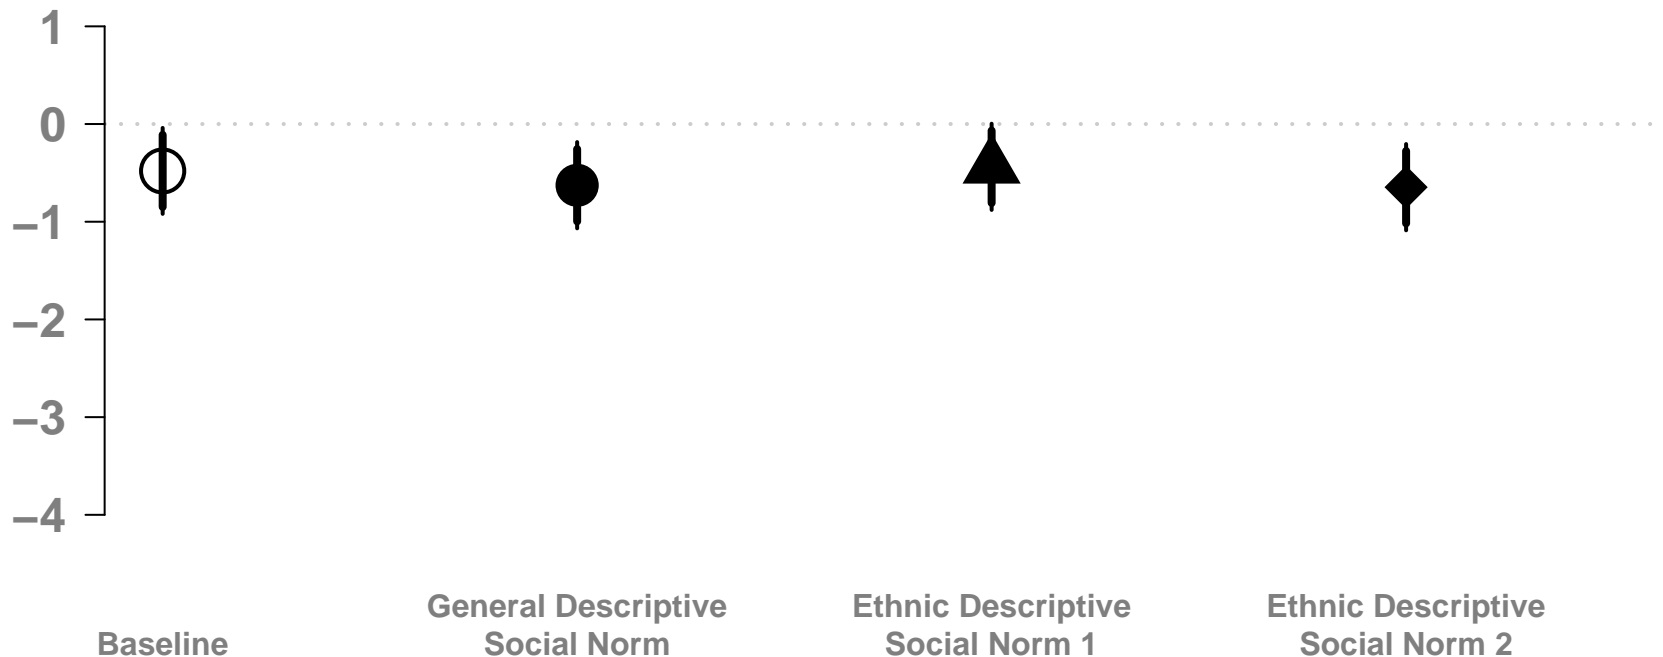 1
0
−1
−2
−3
−4
Baseline
General Descriptive
Social Norm
Ethnic Descriptive
Social Norm 1
Ethnic Descriptive
Social Norm 2